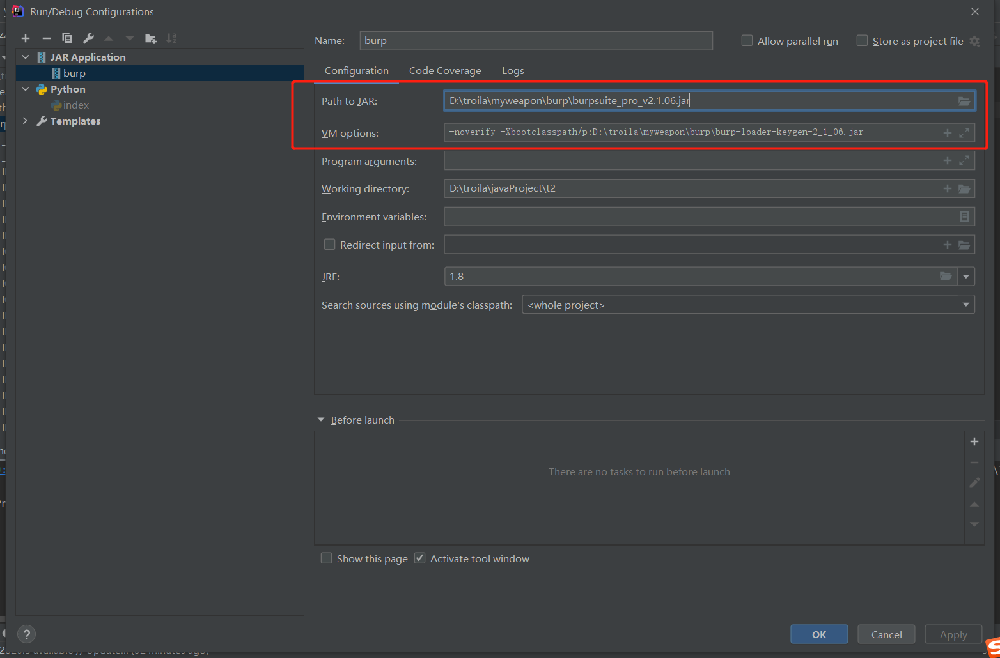 Run/Debug Configurations
Name: burp
Allow parallel run
Store as project file
JAR Application
burp
Python
index
Templates
Configuration Code Coverage Logs
Path to JAR: D:\troila\myweapon\burp\burpsuite_pro_v2.1.06.jar
VM options: -noverify -Xbootclasspath/p:D:\troila\myweapon\burp\burp-loader-keygen-2_1_06.jar
Program arguments:
Working directory: D:\troila\javaProject\t2
Environment variables:
Redirect input from:
JRE: 1.8
Search sources using module's classpath: <whole project>
Before launch
There are no tasks to run before launch
Show this page Activate tool window
?
OK Cancel Apply